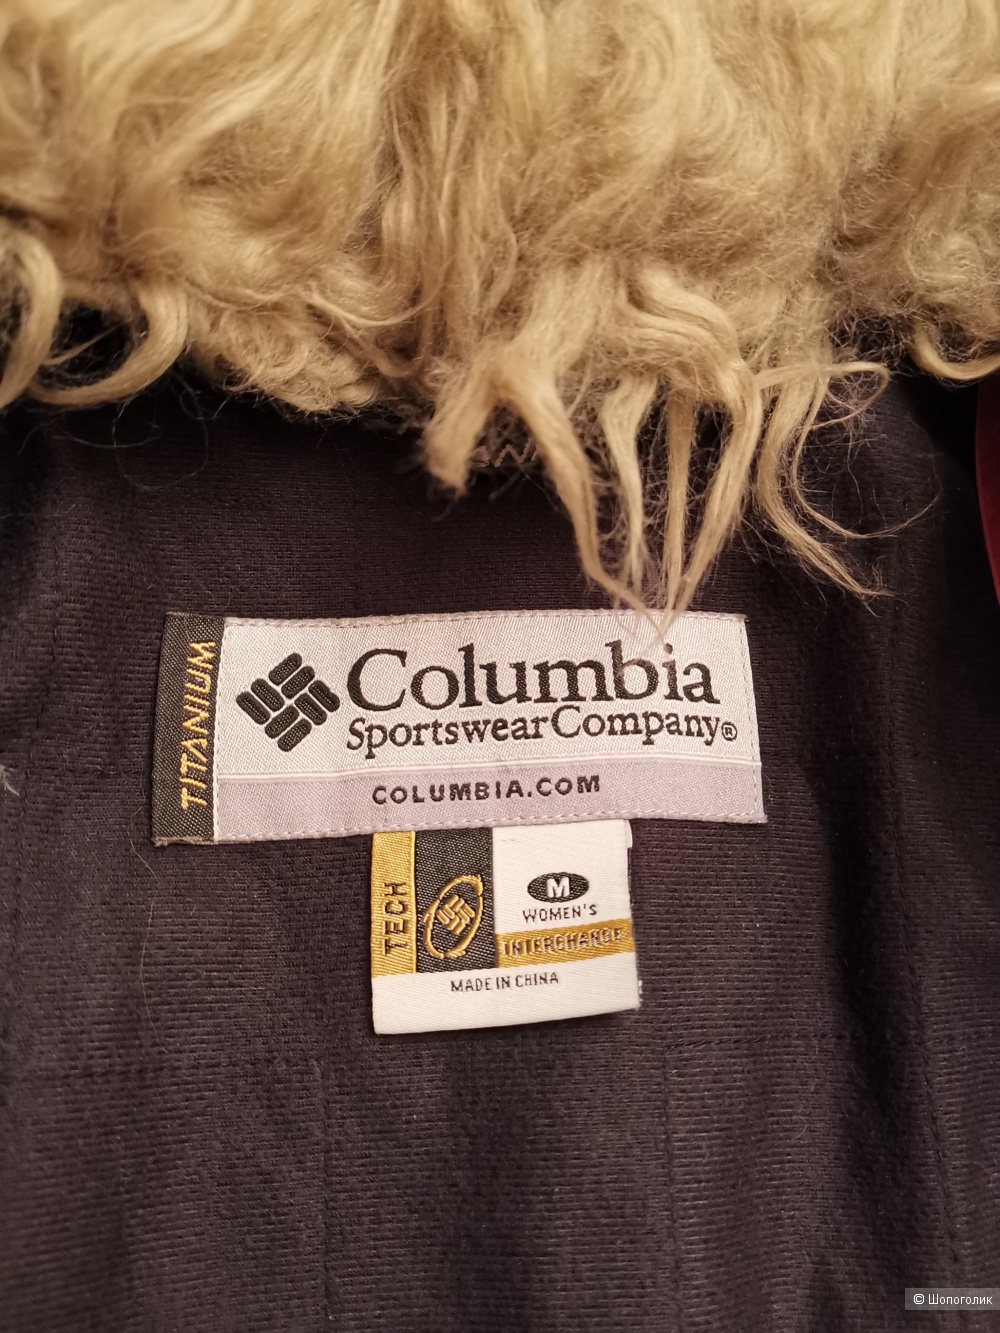 TITANIUM
Columbia
Sportswear Company®
COLUMBIA.COM
TECH
M
WOMEN'S
INTERCHANGE
MADE IN CHINA
© Шопоголик